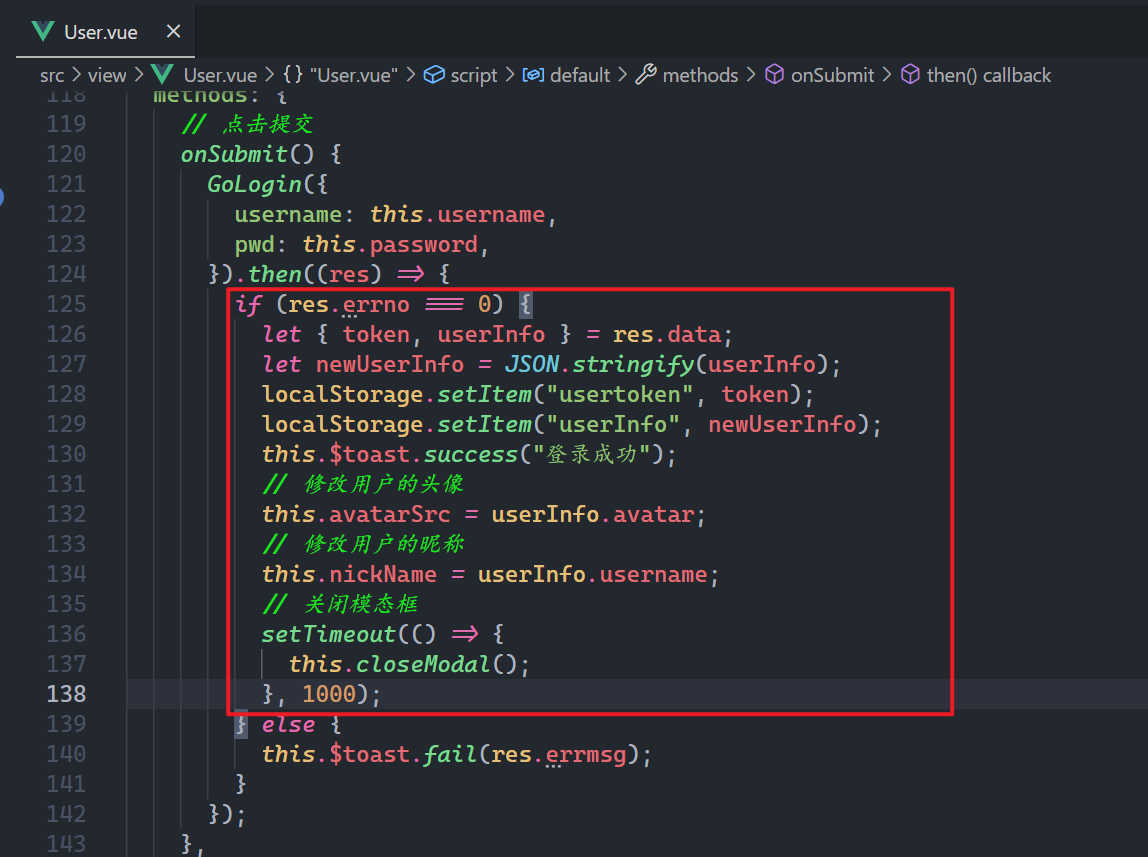 User.vue ×
src > view > User.vue > {} "User.vue" > script > default > methods > onSubmit > then() callback
118 methods: {
119 // 点击提交
120 onSubmit() {
121 GoLogin({
122 username: this.username,
123 pwd: this.password,
124 }).then((res) => {
125 if (res.errno === 0) {
126 let { token, userInfo } = res.data;
127 let newUserInfo = JSON.stringify(userInfo);
128 localStorage.setItem("usertoken", token);
129 localStorage.setItem("userInfo", newUserInfo);
130 this.$toast.success("登录成功");
131 // 修改用户的头像
132 this.avatarSrc = userInfo.avatar;
133 // 修改用户的昵称
134 this.nickName = userInfo.username;
135 // 关闭模态框
136 setTimeout(() => {
137 this.closeModal();
138 }, 1000);
139 } else {
140 this.$toast.fail(res.errmsg);
141 }
142 });
143 },